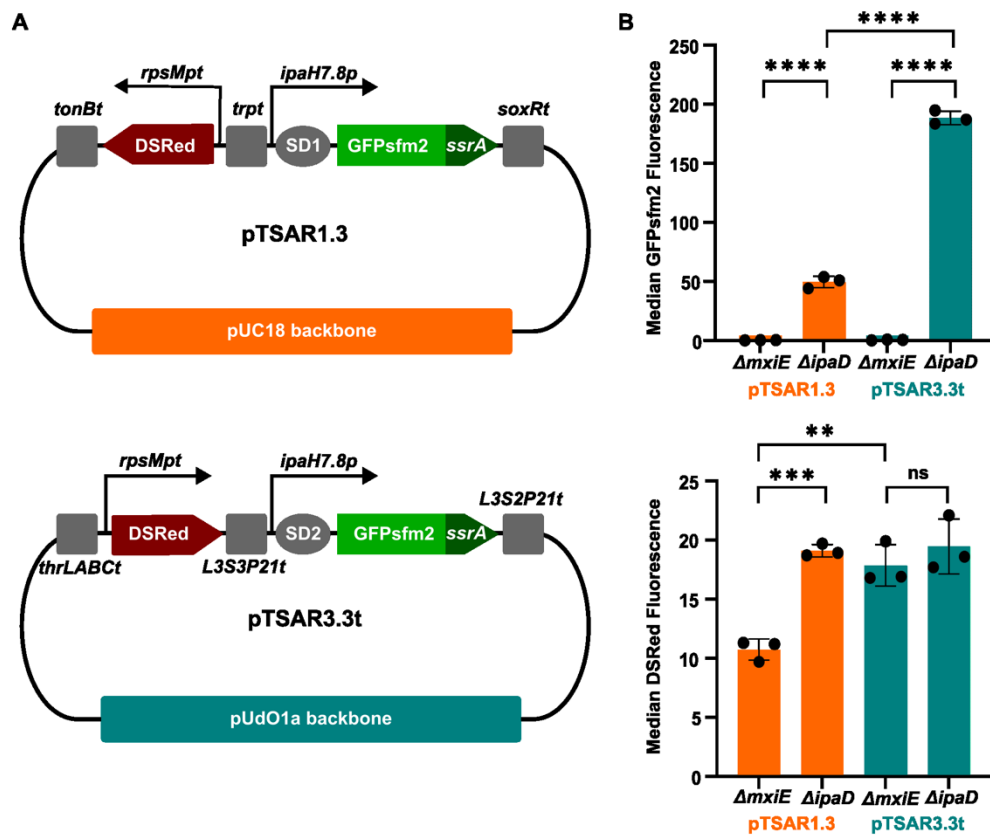 A
rpsMpt
ipaH7.8p
tonBt
trpt
soxRt
DSRed
SD1
GFPsfm2
ssrA
pTSAR1.3
pUC18 backbone
rpsMpt
ipaH7.8p
L3S2P21t
DSRed
SD2
GFPsfm2
ssrA
thrLABCt
L3S3P21t
pTSAR3.3t
pUdO1a backbone
B
Median GFPsfm2 Fluorescence
250
200
150
100
50
0
****
****
****
ΔmxiE ΔipaD ΔmxiE ΔipaD
pTSAR1.3 pTSAR3.3t
Median DSRed Fluorescence
25
20
15
10
5
0
**
***
ns
ΔmxiE ΔipaD ΔmxiE ΔipaD
pTSAR1.3 pTSAR3.3t